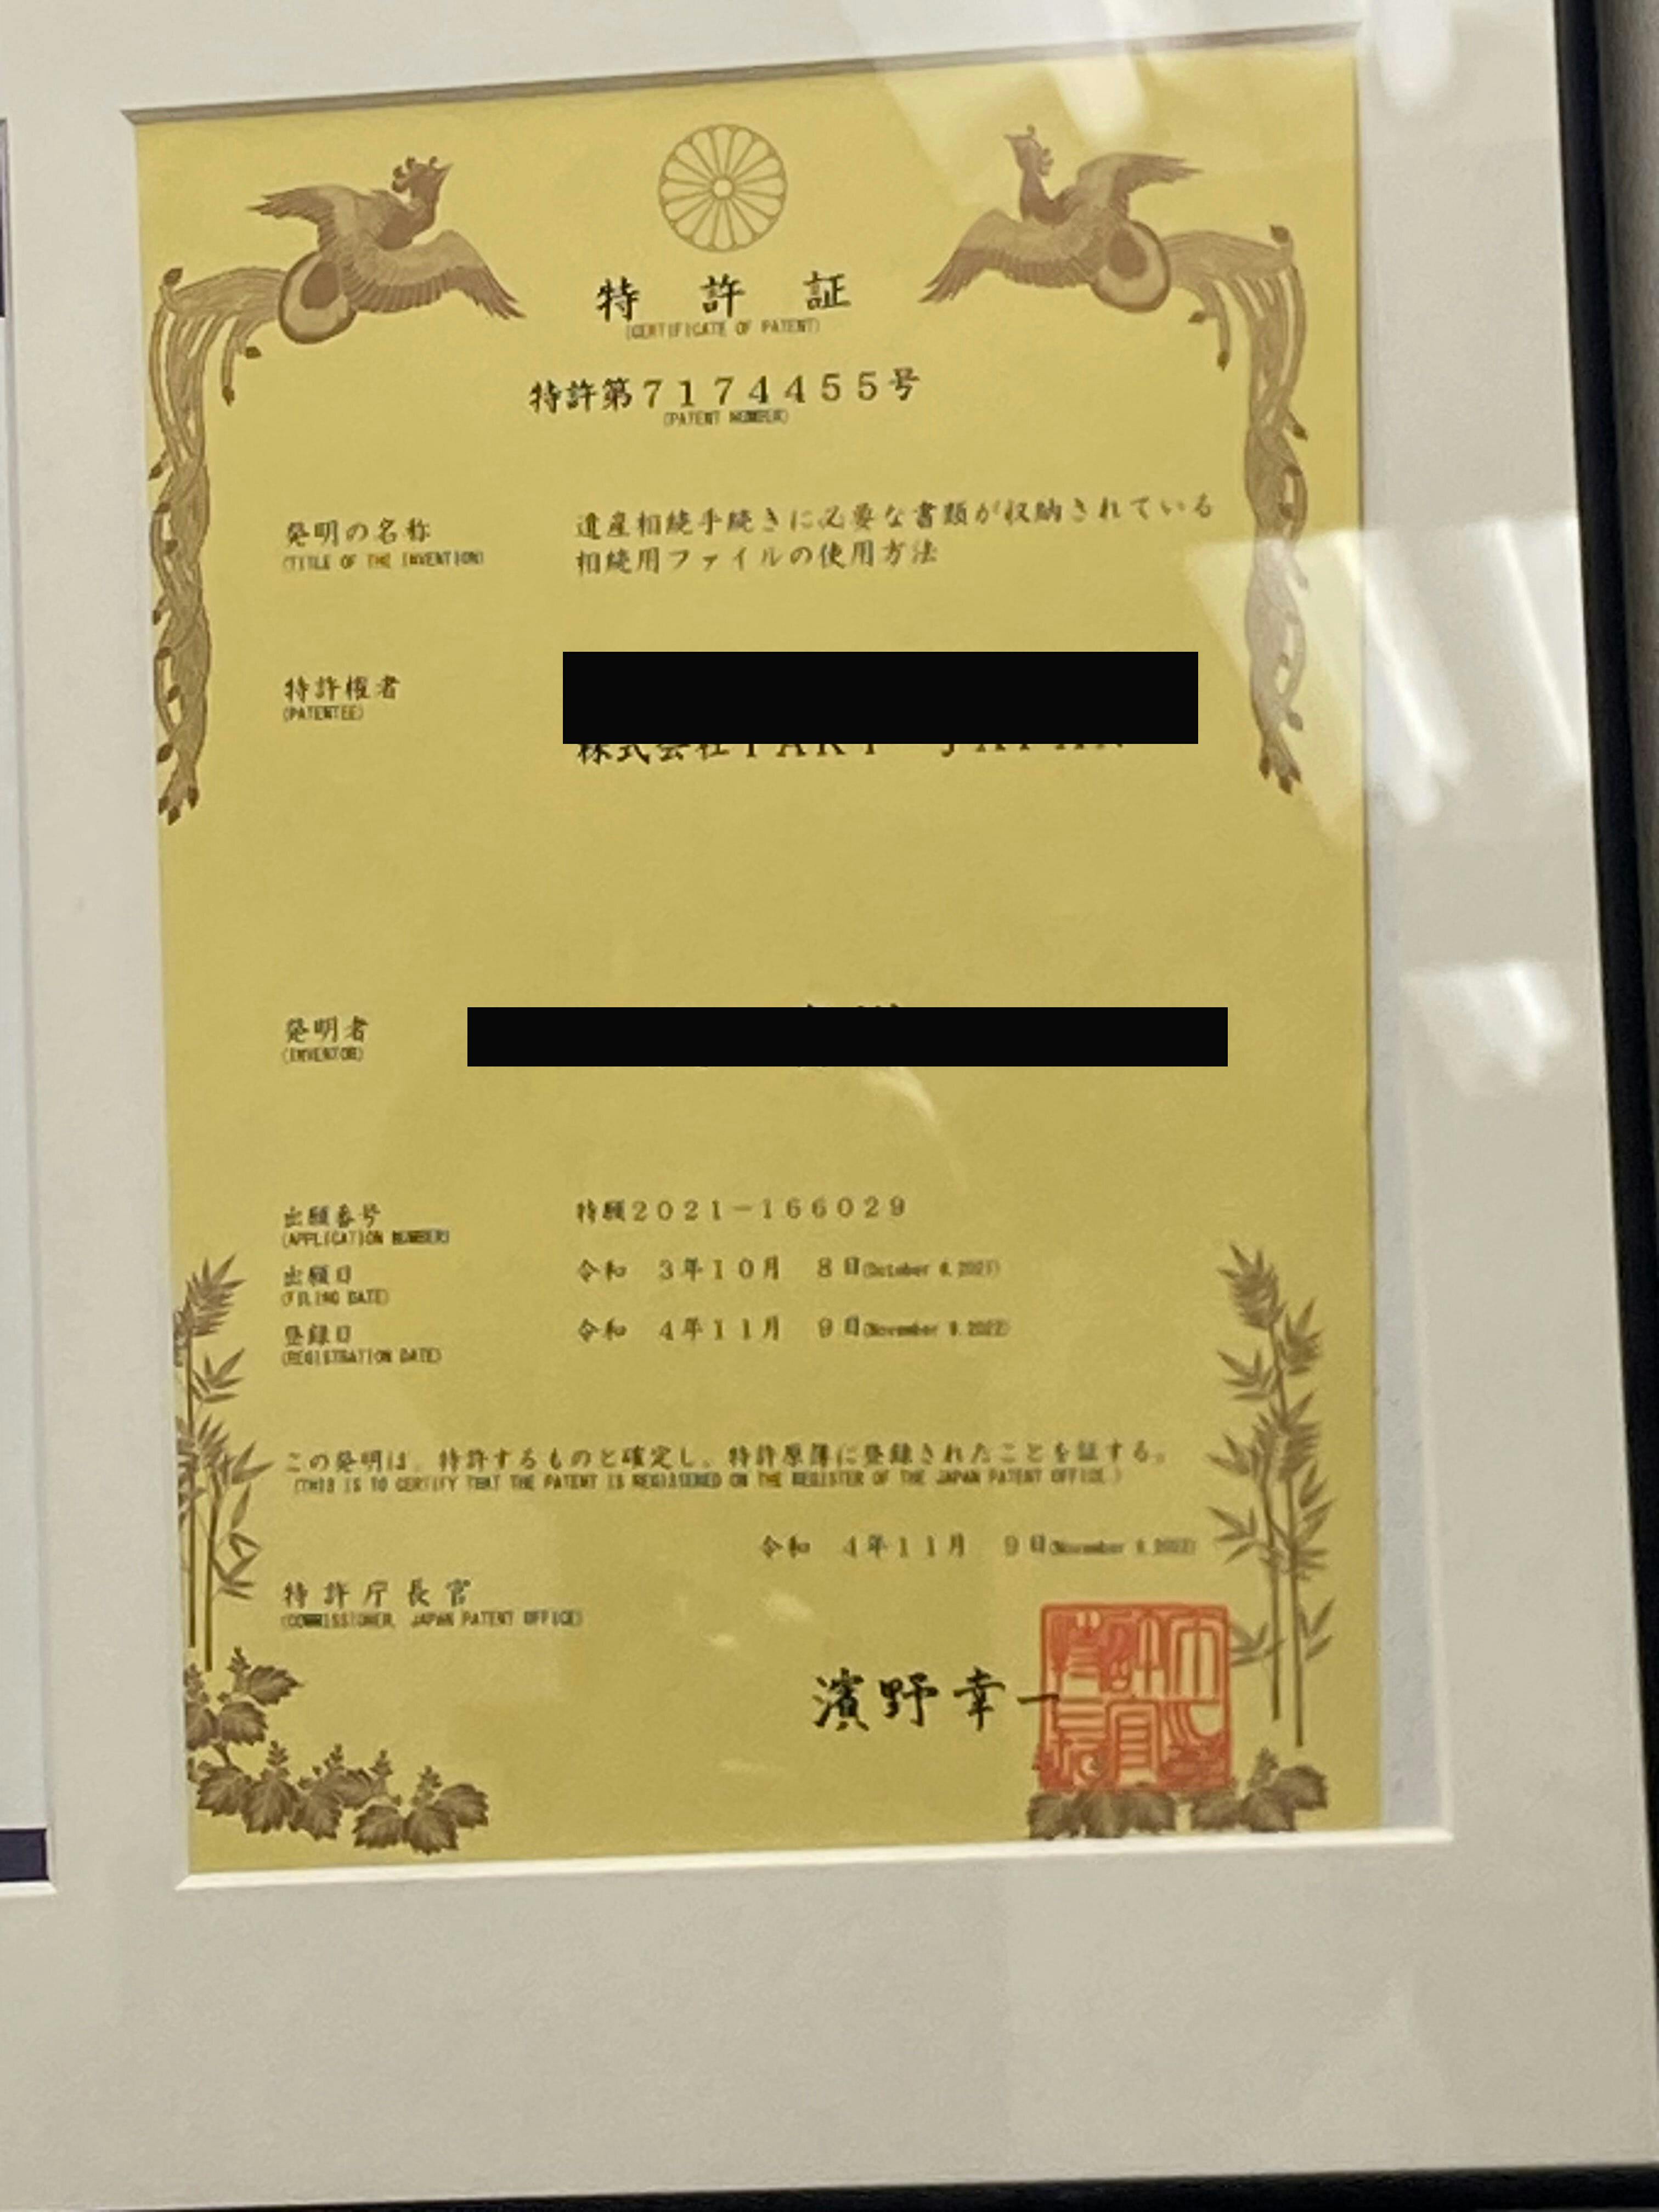 特許証
(CERTIFICATE OF PATENT)
特許第7174455号
(PATENT NUMBER)
発明の名称
(TITLE OF THE INVENTION)
遺産相続手続きに必要な書類が収納されている
相続用ファイルの使用方法
特許権者
(PATENTEE)
株式会社
発明者
(INVENTOR)
出願番号
(APPLICATION NUMBER)
特願2021-166029
出願日
(FILING DATE)
令和 3年10月 8日
登録日
(REGISTRATION DATE)
令和 4年11月 9日(November 9,2022)
この発明は、特許するものと確定し、特許原簿に登録されたことを証する。
(THIS IS TO CERTIFY THAT THE PATENT IS REGISTERED ON THE REGISTER OF THE JAPAN PATENT OFFICE.)
令和 4年11月 9日(November 9,2022)
特許庁長官
(COMMISSIONER, JAPAN PATENT OFFICE)
濱野幸一